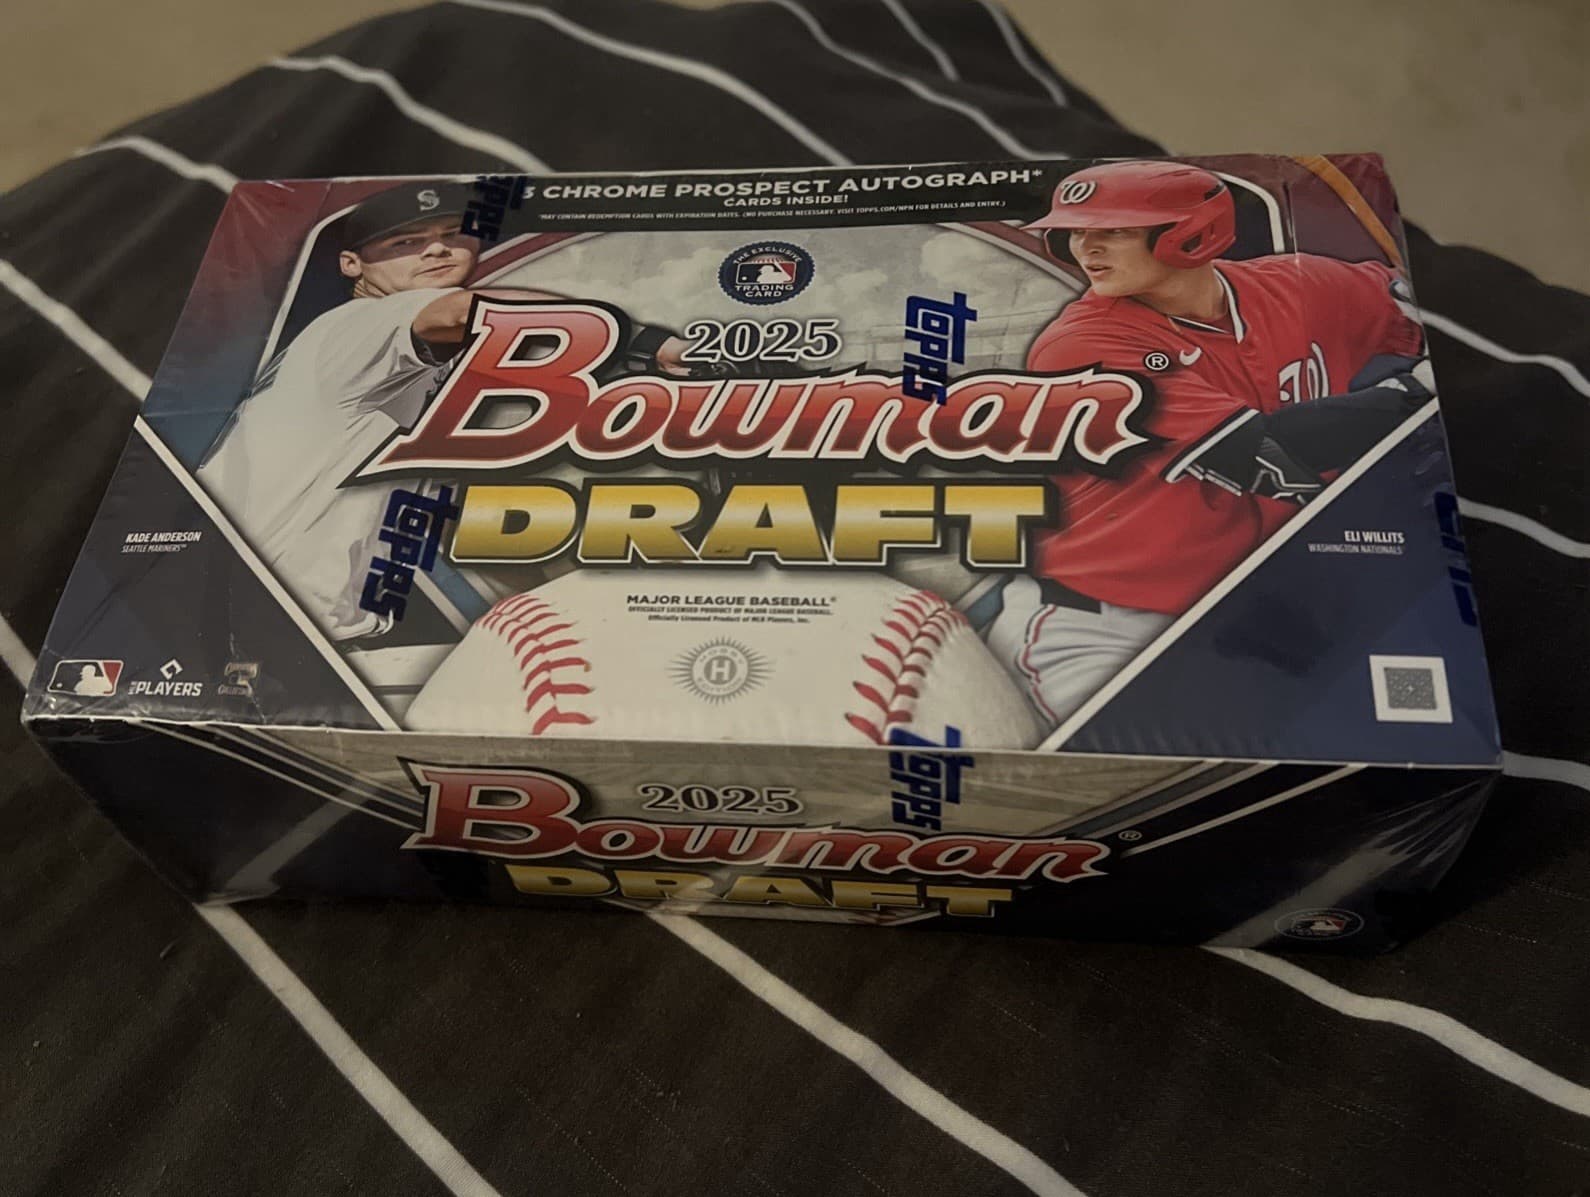 3 CHROME PROSPECT AUTOGRAPH*
CARDS INSIDE!
*MAY CONTAIN REDEMPTION CARDS WITH EXPIRATION DATES. (NO PURCHASE NECESSARY: VISIT TOPPS.COM/NPN FOR DETAILS AND ENTRY.)
topps
S
W
THE EXCLUSIVE
TRADING
CARD
2025
topps
Bowman®
DRAFT
topps
KADE ANDERSON
SEATTLE MARINERS™
ELI WILLITS
WASHINGTON NATIONALS
MAJOR LEAGUE BASEBALL®
OFFICIALLY LICENSED PRODUCT OF MAJOR LEAGUE BASEBALL.
Officially Licensed Product of MLB Players, Inc.
HOBBY
H
PLAYERS
topps
2025
Bowman®
DRAFT